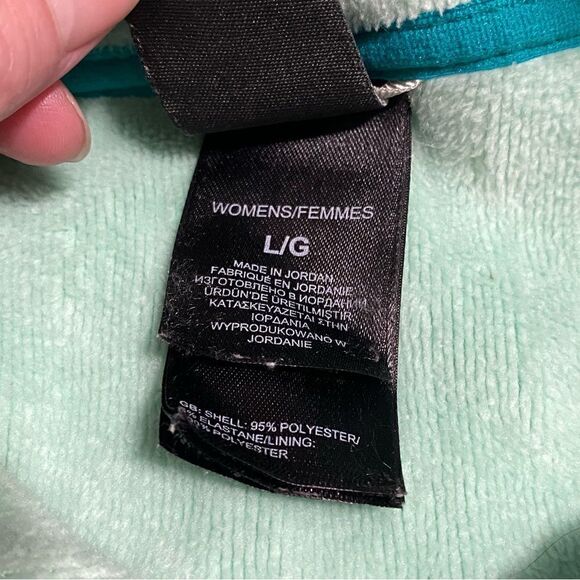 WOMENS/FEMMES
L/G
MADE IN JORDAN
FABRIQUÉ EN JORDANIE
ИЗГОТОВЛЕНО В ИОРДАНИИ
ÜRDÜN'DE ÜRETILMIŞTIR
ΚΑΤΑΣΚΕΥΑΖΕΤΑΙ ΣΤΗΝ
ΙΟΡΔΑΝΙΑ
WYPRODUKOWANO W
JORDANIE
GB: SHELL: 95% POLYESTER/
ELASTANE/LINING:
POLYESTER